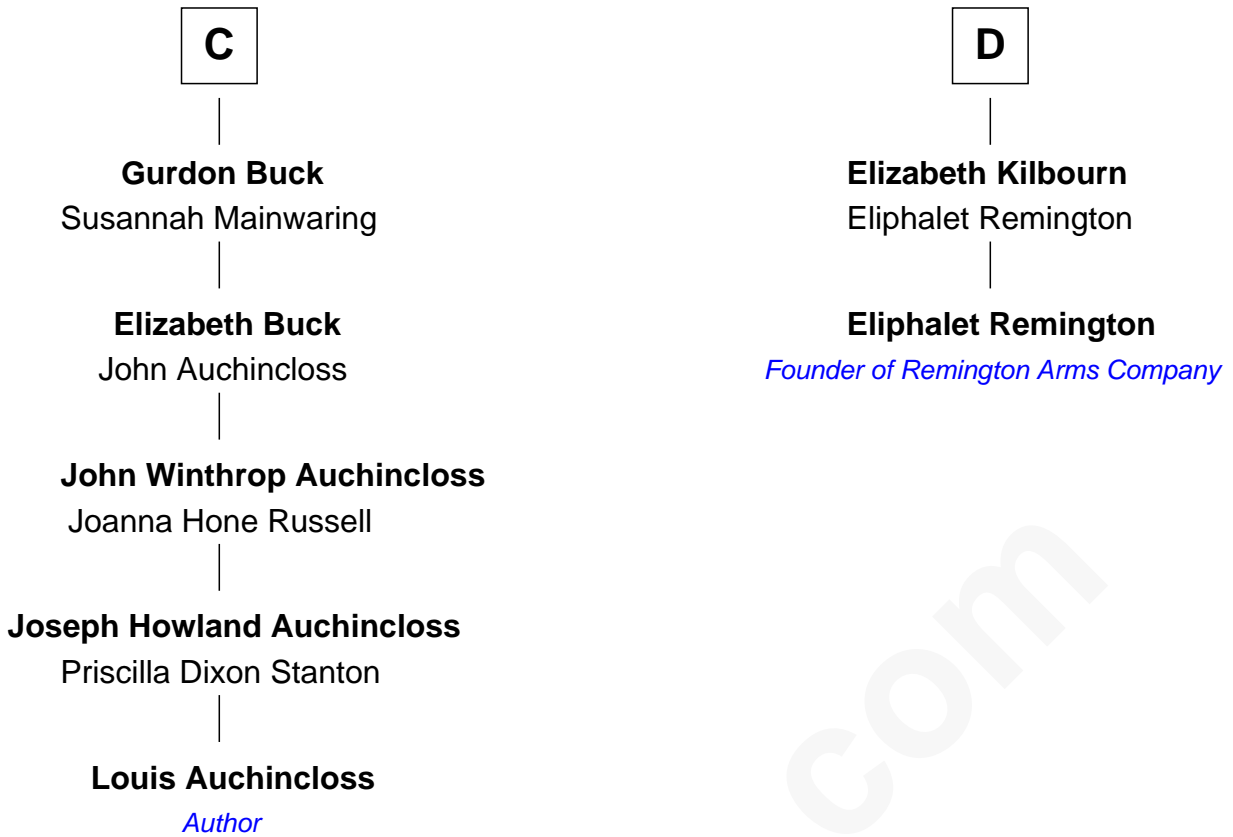 C
Gurdon Buck
Susannah Mainwaring
Elizabeth Buck
John Auchincloss
John Winthrop Auchincloss
Joanna Hone Russell
Joseph Howland Auchincloss
Priscilla Dixon Stanton
Louis Auchincloss
Author
D
Elizabeth Kilbourn
Eliphalet Remington
Eliphalet Remington
Founder of Remington Arms Company
com